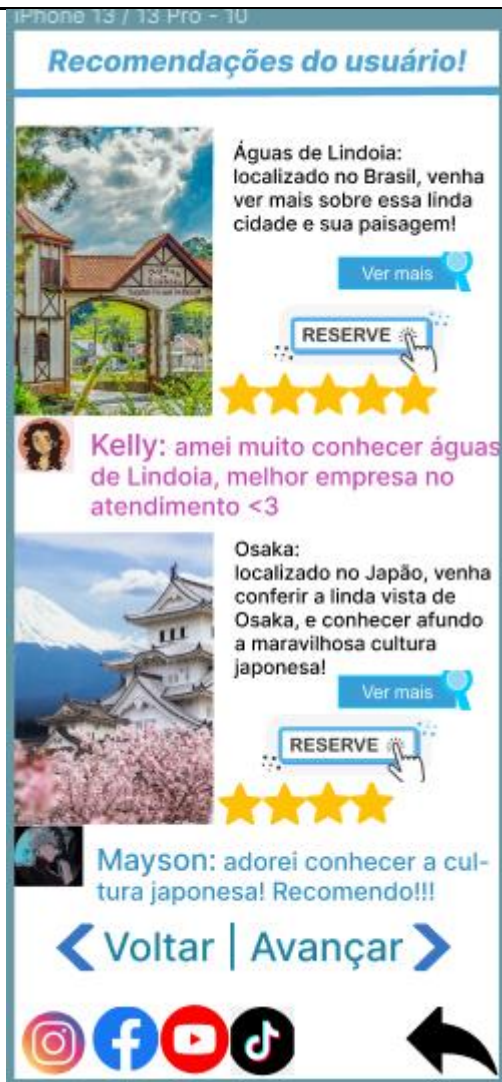 iPhone 13 / 13 Pro - 10
Recomendações do usuário!
Águas de Lindoia:
localizado no Brasil, venha
ver mais sobre essa linda
cidade e sua paisagem!
Ver mais
RESERVE
Kelly: amei muito conhecer águas
de Lindoia, melhor empresa no
atendimento <3
Osaka:
localizado no Japão, venha
conferir a linda vista de
Osaka, e conhecer afundo
a maravilhosa cultura
japonesa!
Ver mais
RESERVE
Mayson: adorei conhecer a cul-
tura japonesa! Recomendo!!!
Voltar | Avançar